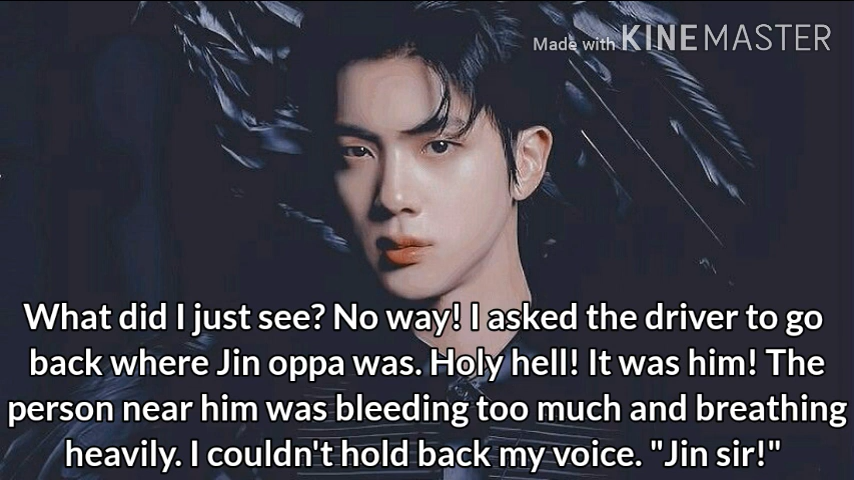 Made with KINEMASTER
What did I just see? No way! I asked the driver to go
back where Jin oppa was. Holy hell! It was him! The
person near him was bleeding too much and breathing
heavily. I couldn't hold back my voice. "Jin sir!"